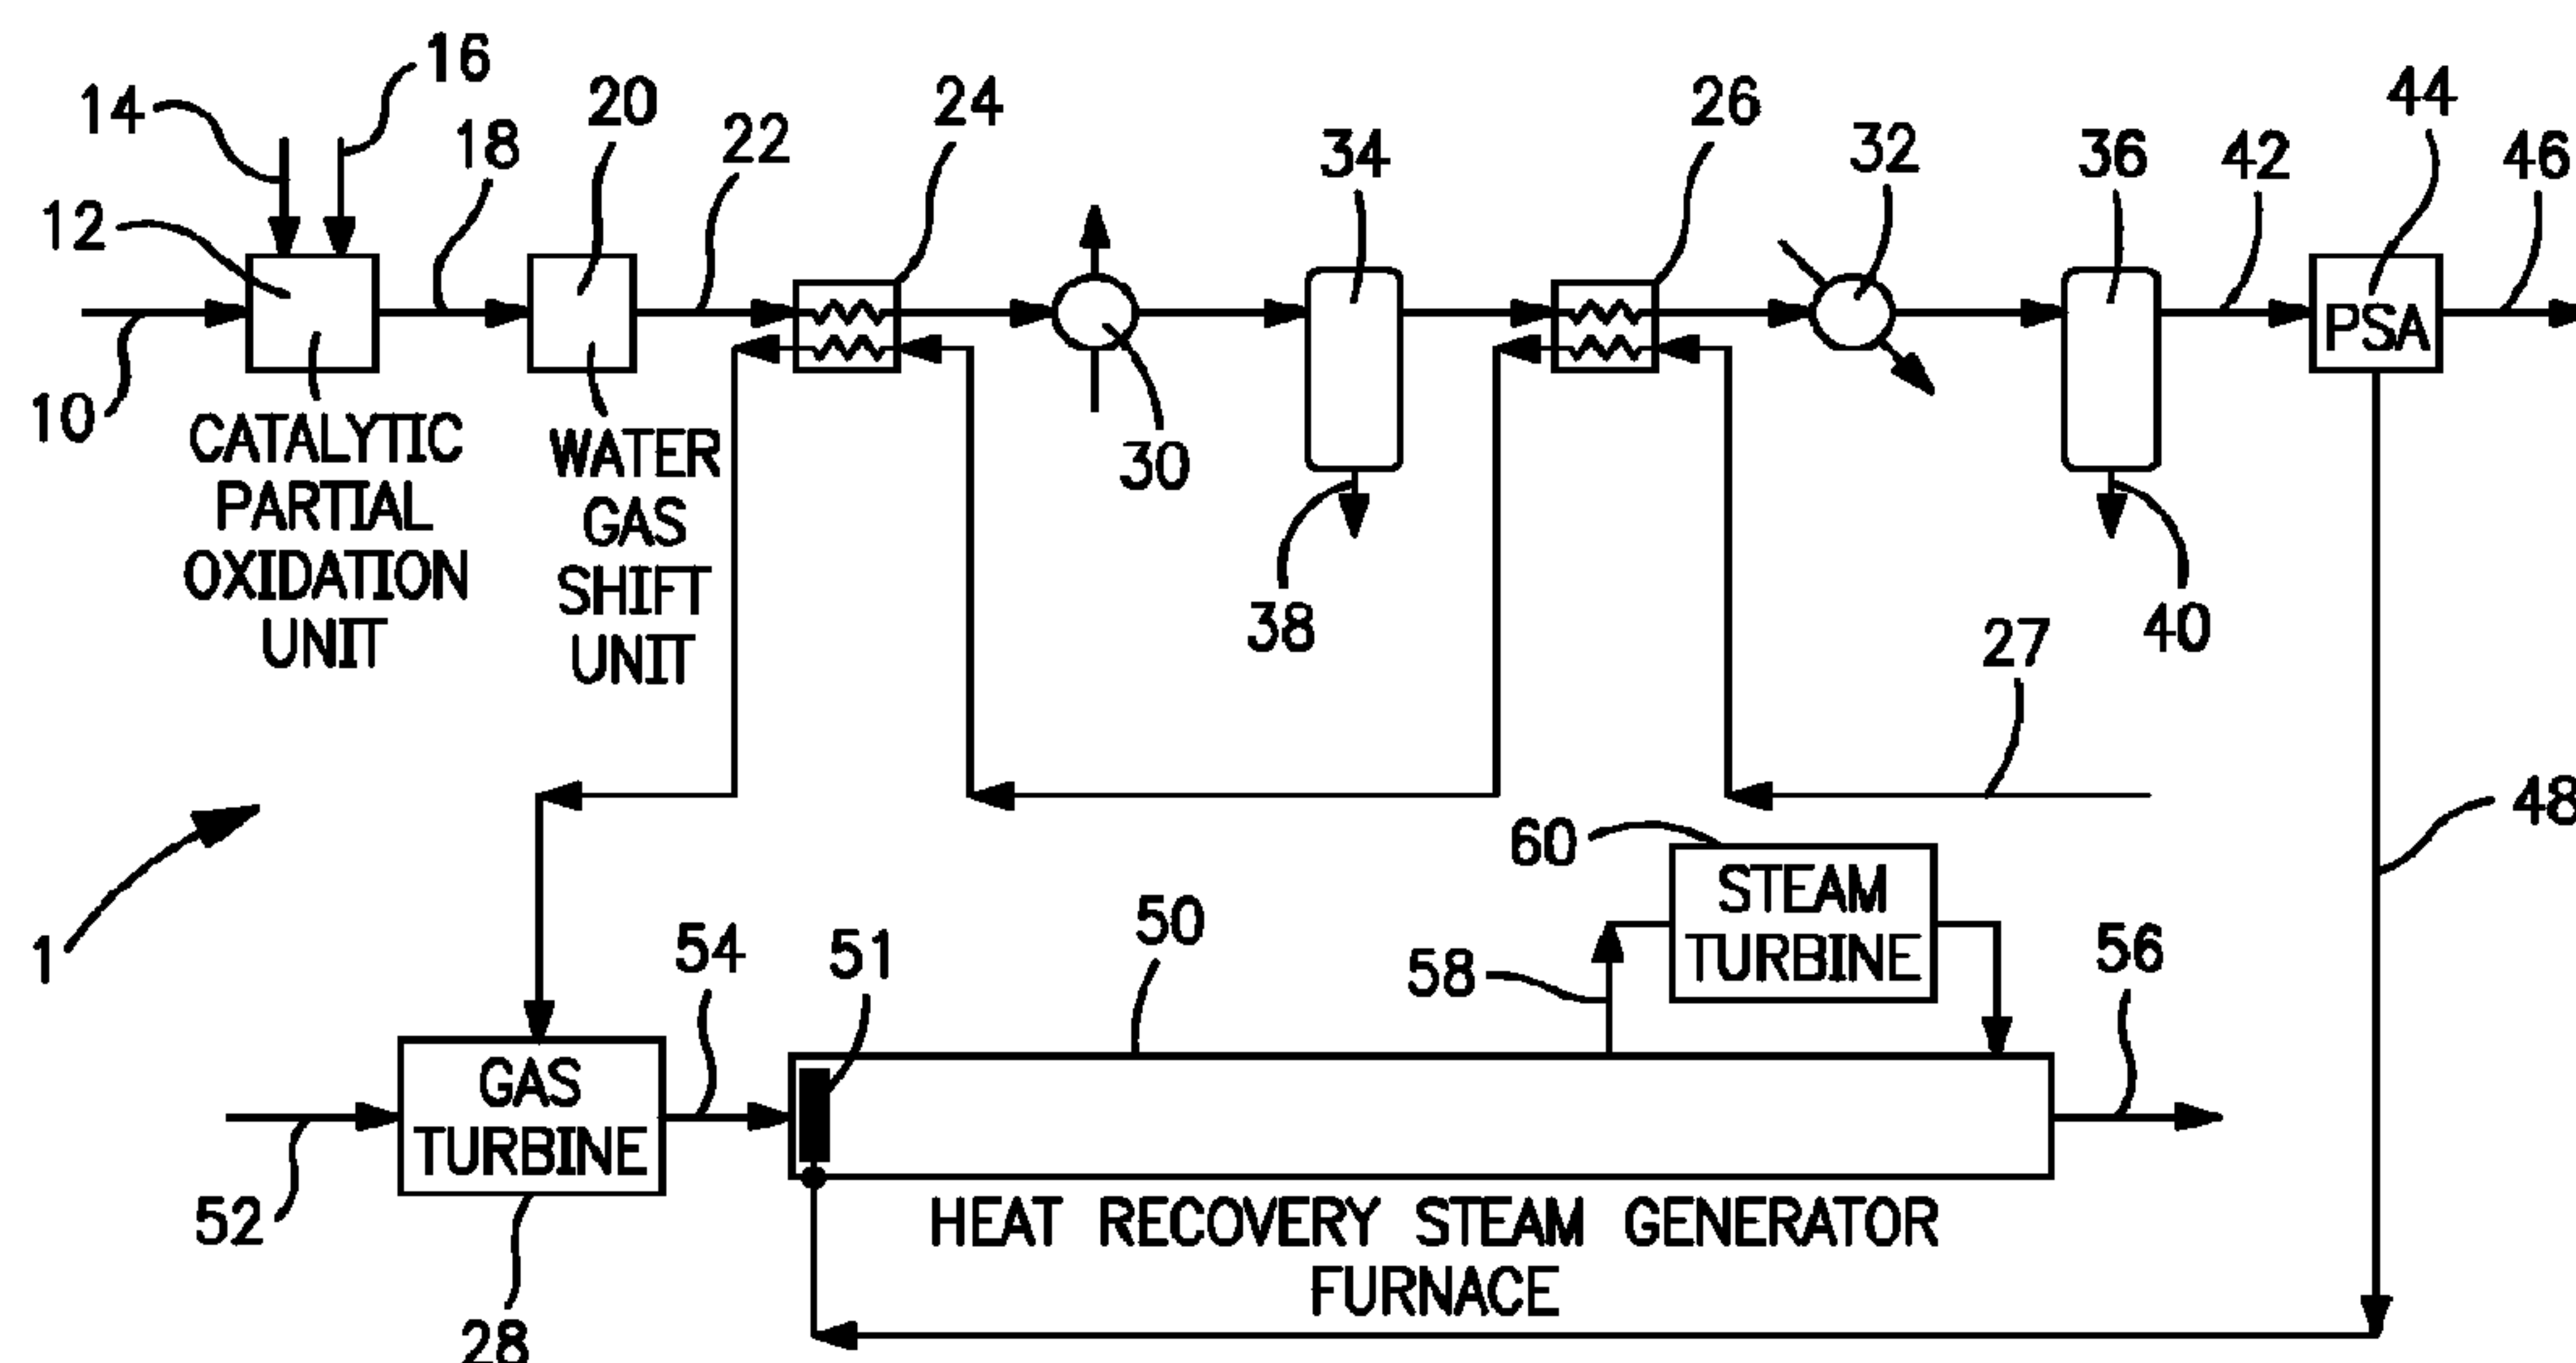 16
14
20
24
26
44
18
22
34
32
36
42
46
12
PSA
10
CATALYTIC
PARTIAL
OXIDATION
UNIT
WATER
GAS
SHIFT
UNIT
30
38
40
27
48
1
60
STEAM
TURBINE
50
54
51
58
56
GAS
TURBINE
52
HEAT RECOVERY STEAM GENERATOR
FURNACE
28